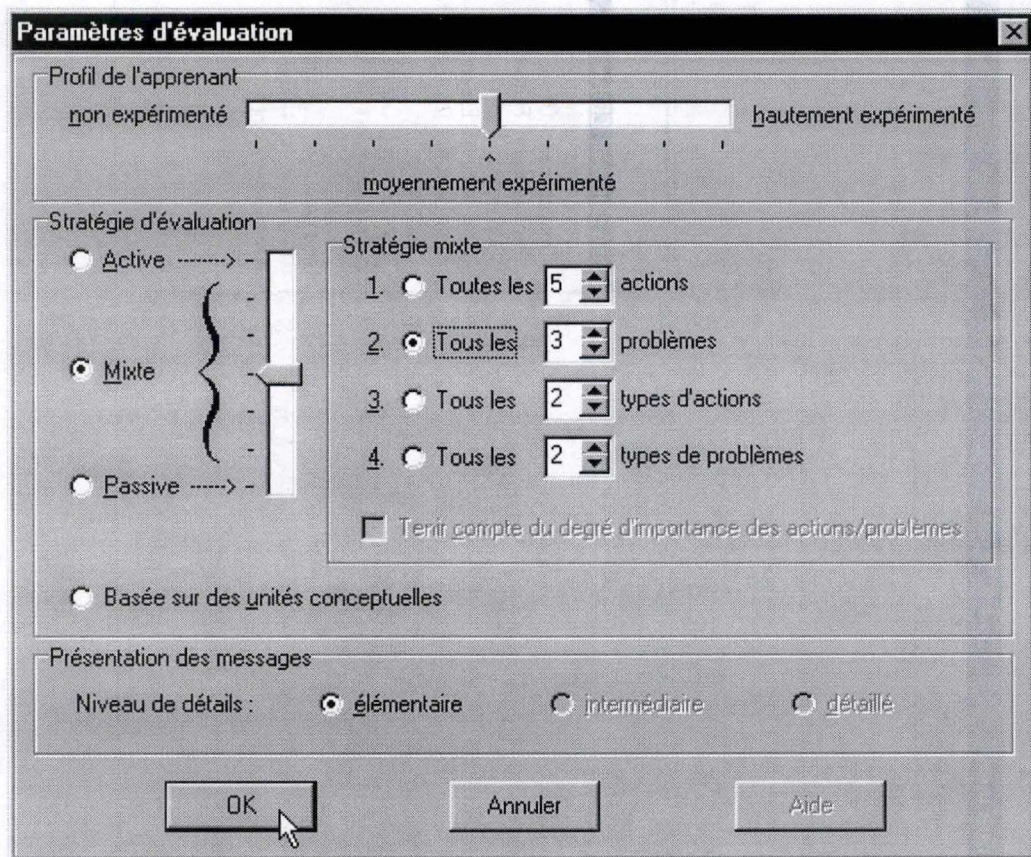 Paramètres d'évaluation
Profil de l'apprenant
non expérimenté
hautement expérimenté
moyennement expérimenté
Stratégie d'évaluation
Active ------>
Mixte
Passive ----->
Basée sur des unités conceptuelles
Stratégie mixte
1. Toutes les 5 actions
2. Tous les 3 problèmes
3. Tous les 2 types d'actions
4. Tous les 2 types de problèmes
Tenir compte du degré d'importance des actions/problèmes
Présentation des messages
Niveau de détails : élémentaire intermédiaire détaillé
OK Annuler Aide